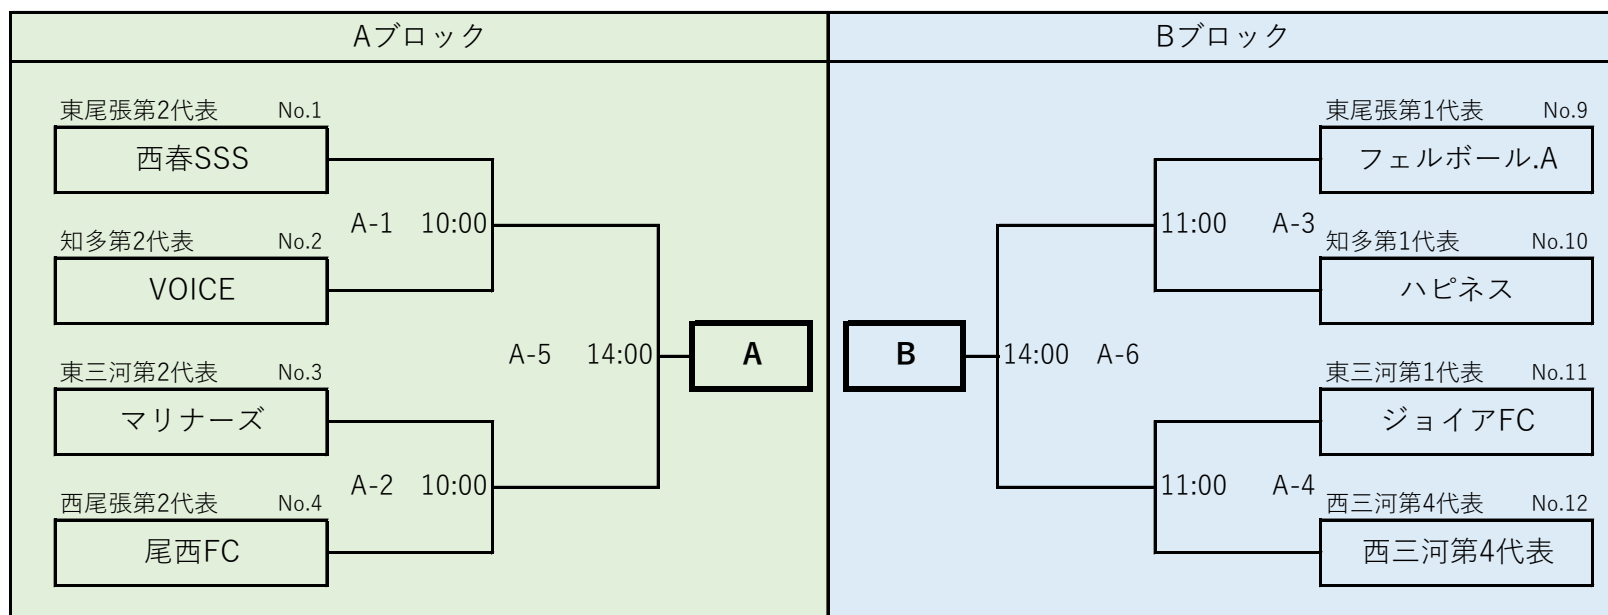 Aブロック
東尾張第2代表 No.1
西春SSS
A-1 10:00
知多第2代表 No.2
VOICE
A-5 14:00
A
東三河第2代表 No.3
マリナーズ
A-2 10:00
西尾張第2代表 No.4
尾西FC
Bブロック
東尾張第1代表 No.9
フェルボール.A
11:00 A-3
知多第1代表 No.10
ハピネス
B
14:00 A-6
東三河第1代表 No.11
ジョイアFC
11:00 A-4
西三河第4代表 No.12
西三河第4代表